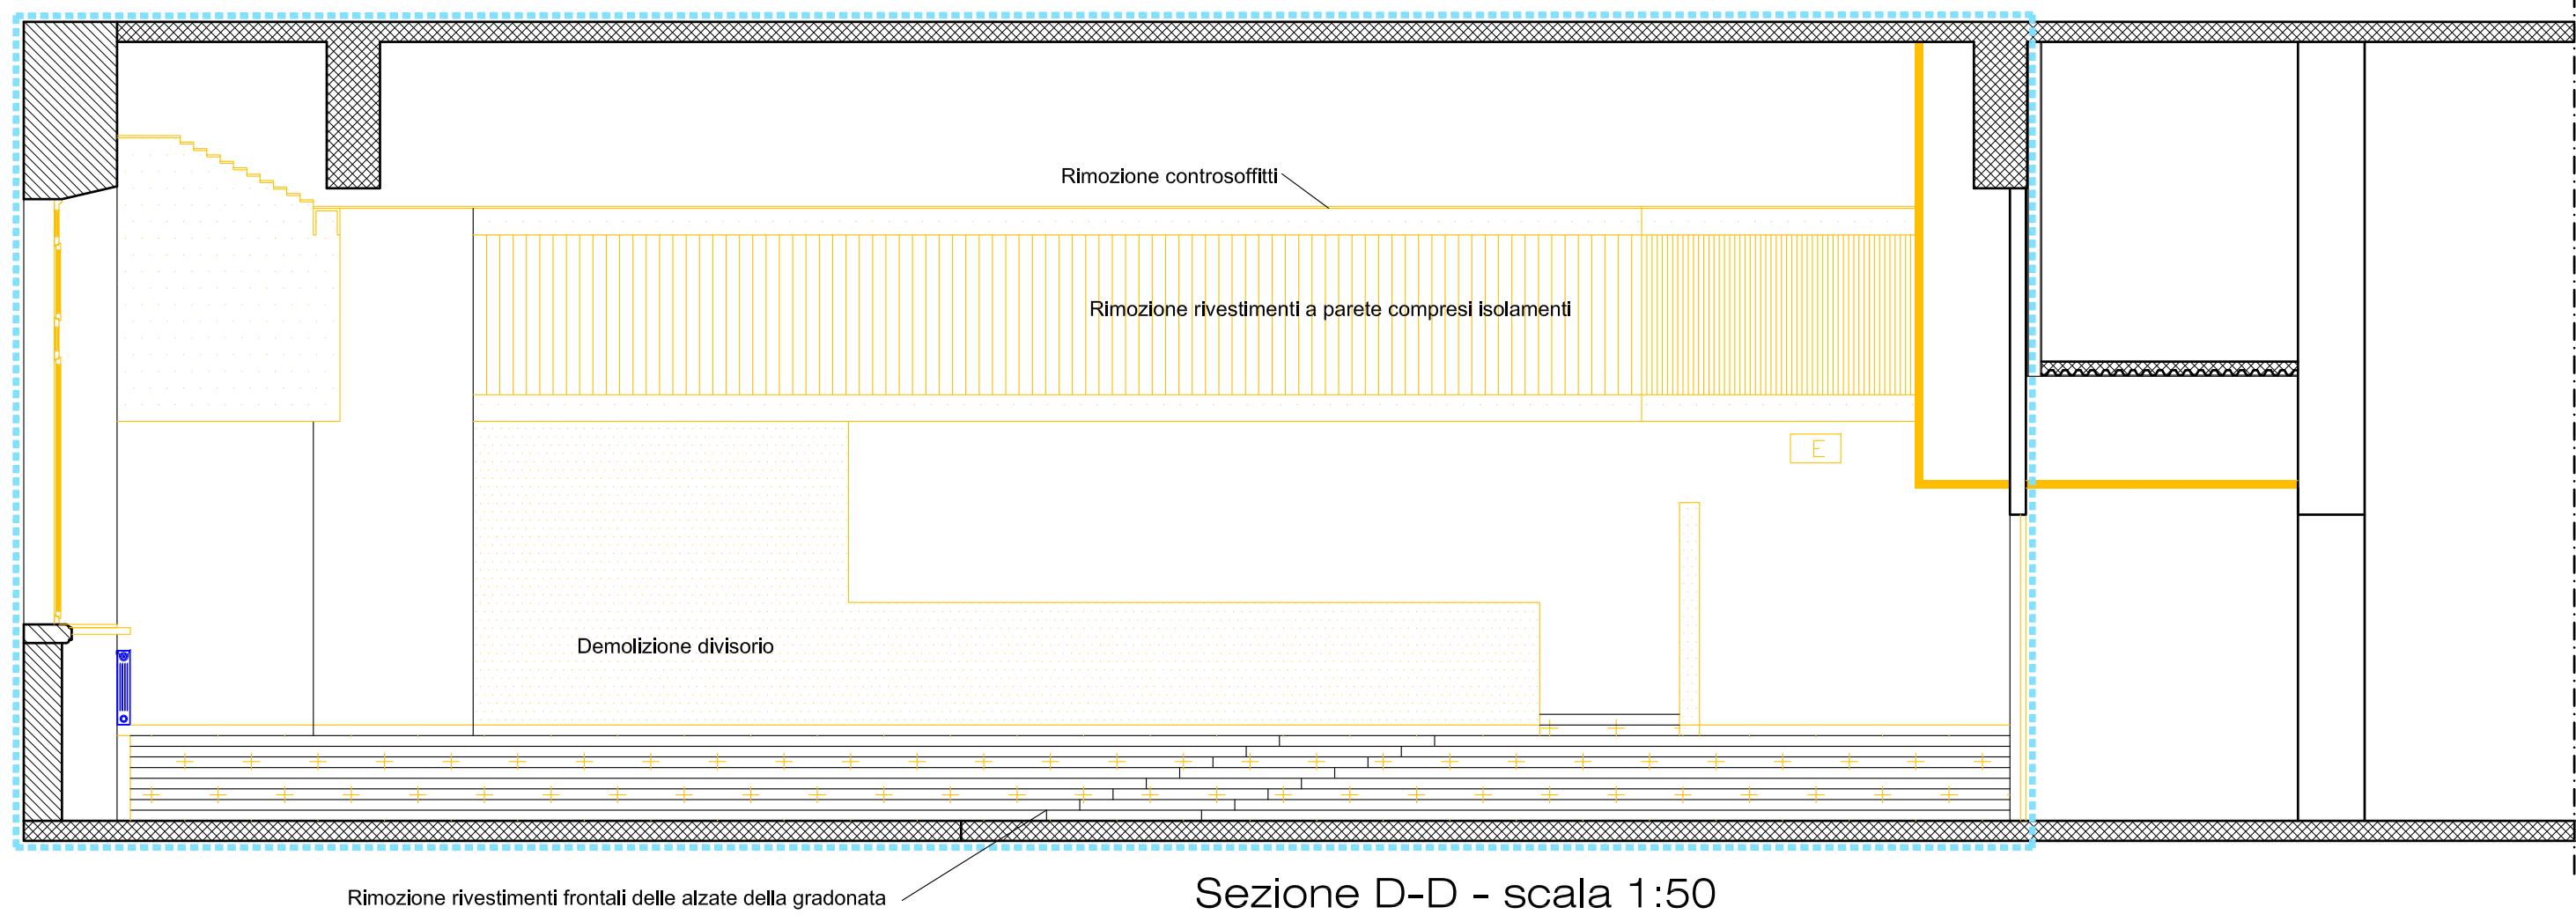 Rimozione controsoffitti
Rimozione rivestimenti a parete compresi isolamenti
E
Demolizione divisorio
Rimozione rivestimenti frontali delle alzate della gradonata
Sezione D-D - scala 1:50